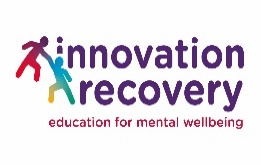 innovation
recovery
education for mental wellbeing